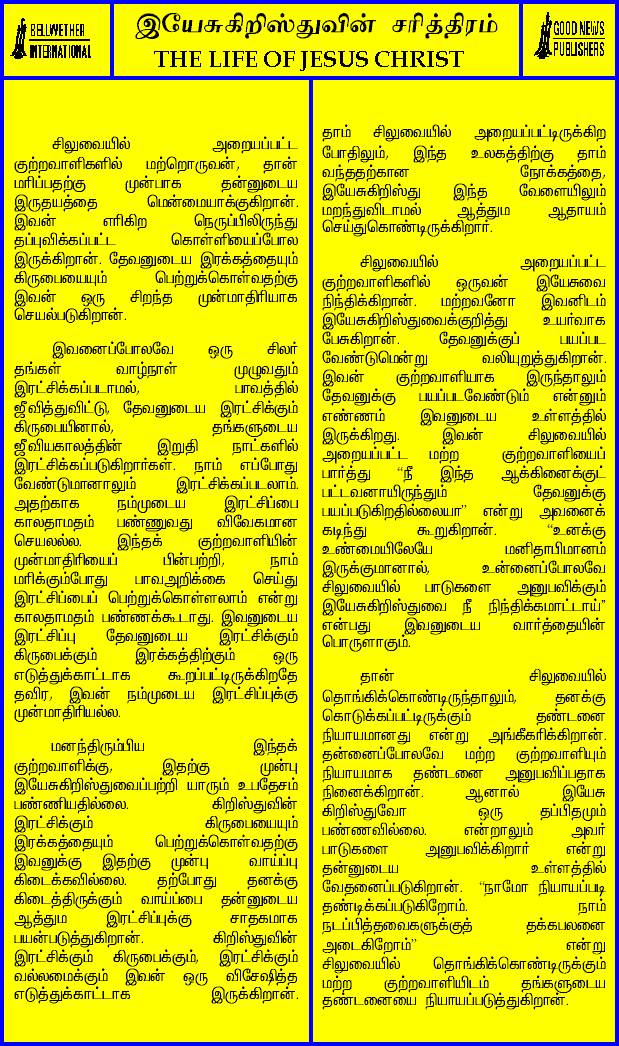 BELLWETHER
INTERNATIONAL
இயேசுகிறிஸ்துவின் சரித்திரம்
THE LIFE OF JESUS CHRIST
GOOD NEWS
PUBLISHERS
சிலுவையில் அறையப்பட்ட
குற்றவாளிகளில் மற்றொருவன், தான்
மரிப்பதற்கு முன்பாக தன்னுடைய
இருதயத்தை மென்மையாக்குகிறான்.
இவன் எரிகிற நெருப்பிலிருந்து
தப்புவிக்கப்பட்ட கொள்ளியைப்போல
இருக்கிறான். தேவனுடைய இரக்கத்தையும்
கிருபையையும் பெற்றுக்கொள்வதற்கு
இவன் ஒரு சிறந்த முன்மாதிரியாக
செயல்படுகிறான்.
இவனைப்போலவே ஒரு சிலர்
தங்கள் வாழ்நாள் முழுவதும்
இரட்சிக்கப்படாமல், பாவத்தில்
ஜீவித்துவிட்டு, தேவனுடைய இரட்சிக்கும்
கிருபையினால், தங்களுடைய
ஜீவியகாலத்தின் இறுதி நாட்களில்
இரட்சிக்கப்படுகிறார்கள். நாம் எப்போது
வேண்டுமானாலும் இரட்சிக்கப்படலாம்.
அதற்காக நம்முடைய இரட்சிப்பை
காலதாமதம் பண்ணுவது விவேகமான
செயலல்ல. இந்தக் குற்றவாளியின்
முன்மாதிரியைப் பின்பற்றி, நாம்
மரிக்கும்போது பாவஅறிக்கை செய்து
இரட்சிப்பைப் பெற்றுக்கொள்ளலாம் என்று
காலதாமதம் பண்ணக்கூடாது. இவனுடைய
இரட்சிப்பு தேவனுடைய இரட்சிக்கும்
கிருபைக்கும் இரக்கத்திற்கும் ஒரு
எடுத்துக்காட்டாக கூறப்பட்டிருக்கிறதே
தவிர, இவன் நம்முடைய இரட்சிப்புக்கு
முன்மாதிரியல்ல.
மனந்திரும்பிய இந்தக்
குற்றவாளிக்கு, இதற்கு முன்பு
இயேசுகிறிஸ்துவைப்பற்றி யாரும் உபதேசம்
பண்ணியதில்லை. கிறிஸ்துவின்
இரட்சிக்கும் கிருபையையும்
இரக்கத்தையும் பெற்றுக்கொள்வதற்கு
இவனுக்கு இதற்கு முன்பு வாய்ப்பு
கிடைக்கவில்லை. தற்போது தனக்கு
கிடைத்திருக்கும் வாய்ப்பை தன்னுடைய
ஆத்தும இரட்சிப்புக்கு சாதகமாக
பயன்படுத்துகிறான். கிறிஸ்துவின்
இரட்சிக்கும் கிருபைக்கும், இரட்சிக்கும்
வல்லமைக்கும் இவன் ஒரு விசேஷித்த
எடுத்துக்காட்டாக இருக்கிறான்.
தாம் சிலுவையில் அறையப்பட்டிருக்கிற
போதிலும், இந்த உலகத்திற்கு தாம்
வந்ததற்கான நோக்கத்தை,
இயேசுகிறிஸ்து இந்த வேளையிலும்
மறந்துவிடாமல் ஆத்தும ஆதாயம்
செய்துகொண்டிருக்கிறார்.
சிலுவையில் அறையப்பட்ட
குற்றவாளிகளில் ஒருவன் இயேசுவை
நிந்திக்கிறான். மற்றவனோ இவனிடம்
இயேசுகிறிஸ்துவைக்குறித்து உயர்வாக
பேசுகிறான். தேவனுக்குப் பயப்பட
வேண்டுமென்று வலியுறுத்துகிறான்.
இவன் குற்றவாளியாக இருந்தாலும்
தேவனுக்கு பயப்படவேண்டும் என்னும்
எண்ணம் இவனுடைய உள்ளத்தில்
இருக்கிறது. இவன் சிலுவையில்
அறையப்பட்ட மற்ற குற்றவாளியைப்
பார்த்து “நீ இந்த ஆக்கினைக்குட்
பட்டவனாயிருந்தும் தேவனுக்கு
பயப்படுகிறதில்லையா” என்று அவனைக்
கடிந்து கூறுகிறான். “உனக்கு
உண்மையிலேயே மனிதாபிமானம்
இருக்குமானால், உன்னைப்போலவே
சிலுவையில் பாடுகளை அனுபவிக்கும்
இயேசுகிறிஸ்துவை நீ நிந்திக்கமாட்டாய்”
என்பது இவனுடைய வார்த்தையின்
பொருளாகும்.
தான் சிலுவையில்
தொங்கிக்கொண்டிருந்தாலும், தனக்கு
கொடுக்கப்பட்டிருக்கும் தண்டனை
நியாயமானது என்று அங்கீகரிக்கிறான்.
தன்னைப்போலவே மற்ற குற்றவாளியும்
நியாயமாக தண்டனை அனுபவிப்பதாக
நினைக்கிறான். ஆனால் இயேசு
கிறிஸ்துவோ ஒரு தப்பிதமும்
பண்ணவில்லை. என்றாலும் அவர்
பாடுகளை அனுபவிக்கிறார் என்று
தன்னுடைய உள்ளத்தில்
வேதனைப்படுகிறான். “நாமோ நியாயப்படி
தண்டிக்கப்படுகிறோம். நாம்
நடப்பித்தவைகளுக்குத் தக்கபலனை
அடைகிறோம்” என்று
சிலுவையில் தொங்கிக்கொண்டிருக்கும்
மற்ற குற்றவாளியிடம் தங்களுடைய
தண்டனையை நியாயப்படுத்துகிறான்.